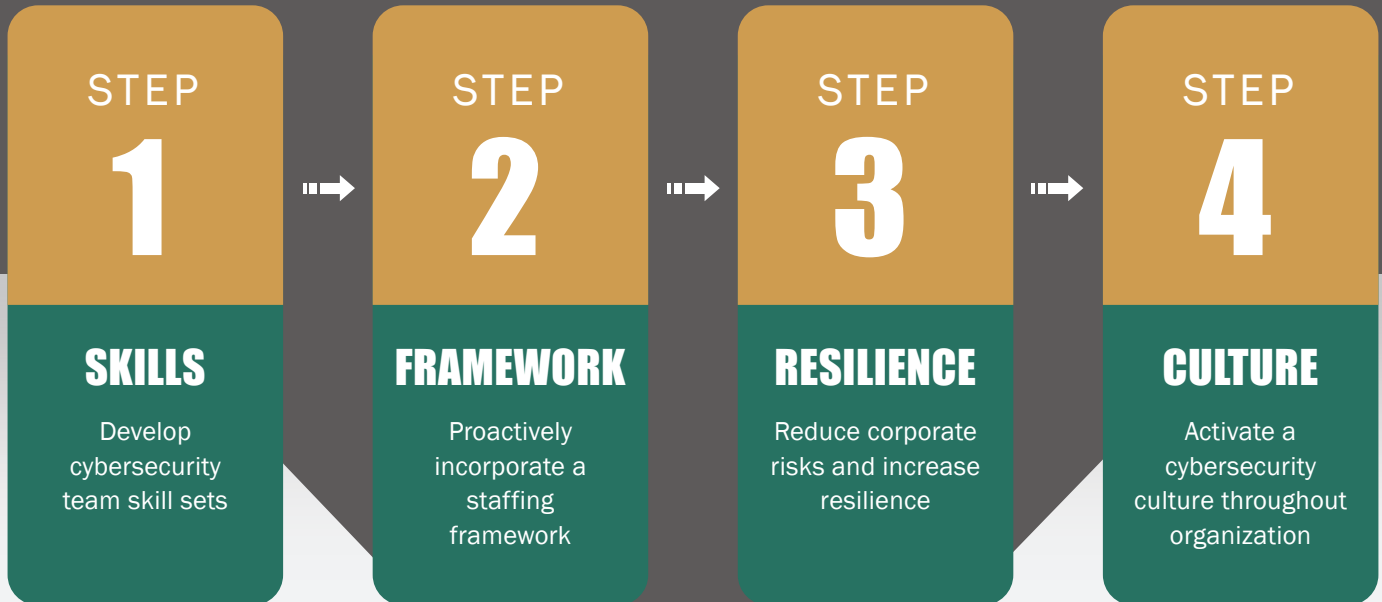 STEP
1
SKILLS
Develop
cybersecurity
team skill sets
STEP
2
FRAMEWORK
Proactively
incorporate a
staffing
framework
STEP
3
RESILIENCE
Reduce corporate
risks and increase
resilience
STEP
4
CULTURE
Activate a
cybersecurity
culture throughout
organization